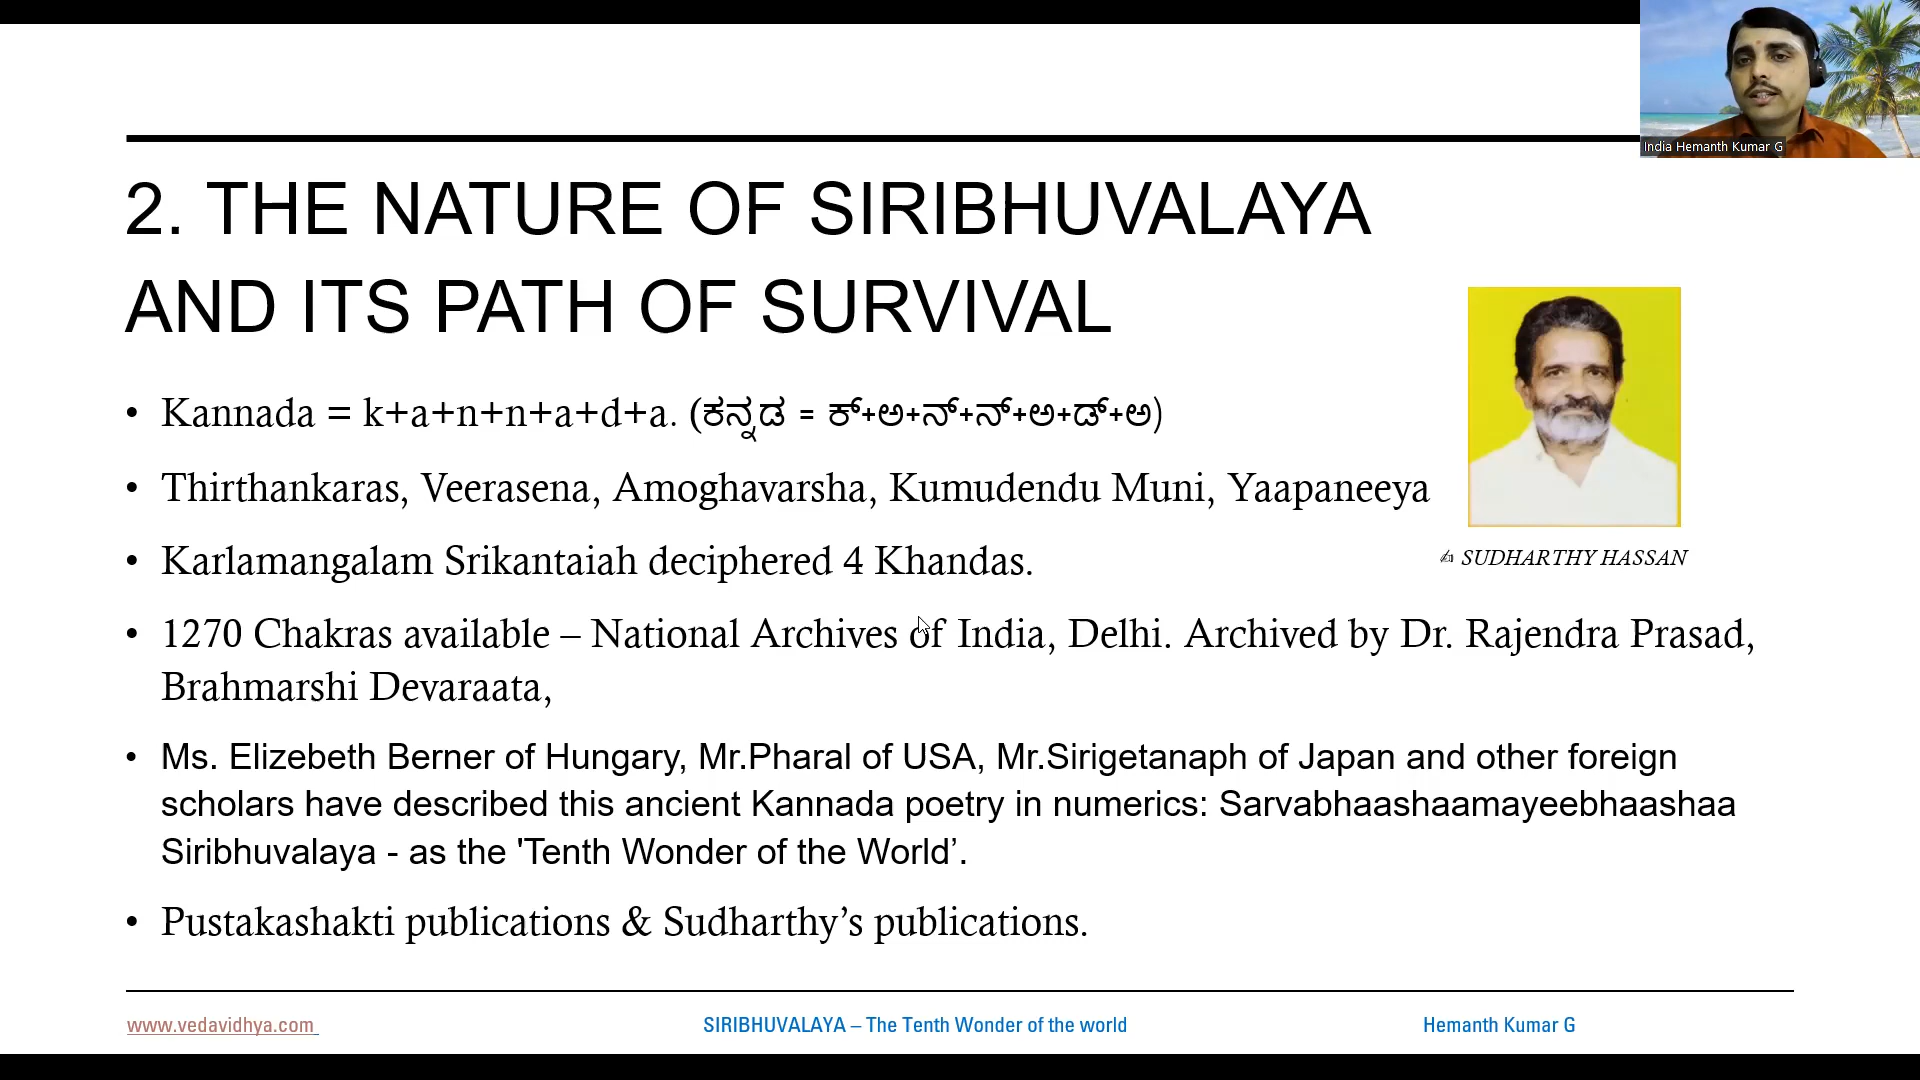 India Hemanth Kumar G
2. THE NATURE OF SIRIBHUVALAYA
AND ITS PATH OF SURVIVAL
• Kannada = k+a+n+n+a+d+a. (ಕನ್ನಡ = ಕ್+ಅ+ನ್+ನ್+ಅ+ಡ್+ಅ)
• Thirthankaras, Veerasena, Amoghavarsha, Kumudendu Muni, Yaapaneeya
• Karlamangalam Srikantaiah deciphered 4 Khandas.
✍ SUDHARTHY HASSAN
• 1270 Chakras available – National Archives of India, Delhi. Archived by Dr. Rajendra Prasad,
Brahmarshi Devaraata,
• Ms. Elizebeth Berner of Hungary, Mr.Pharal of USA, Mr.Sirigetanaph of Japan and other foreign
scholars have described this ancient Kannada poetry in numerics: Sarvabhaashaamayeebhaashaa
Siribhuvalaya - as the 'Tenth Wonder of the World’.
• Pustakashakti publications & Sudharthy’s publications.
www.vedavidhya.com
SIRIBHUVALAYA – The Tenth Wonder of the world
Hemanth Kumar G